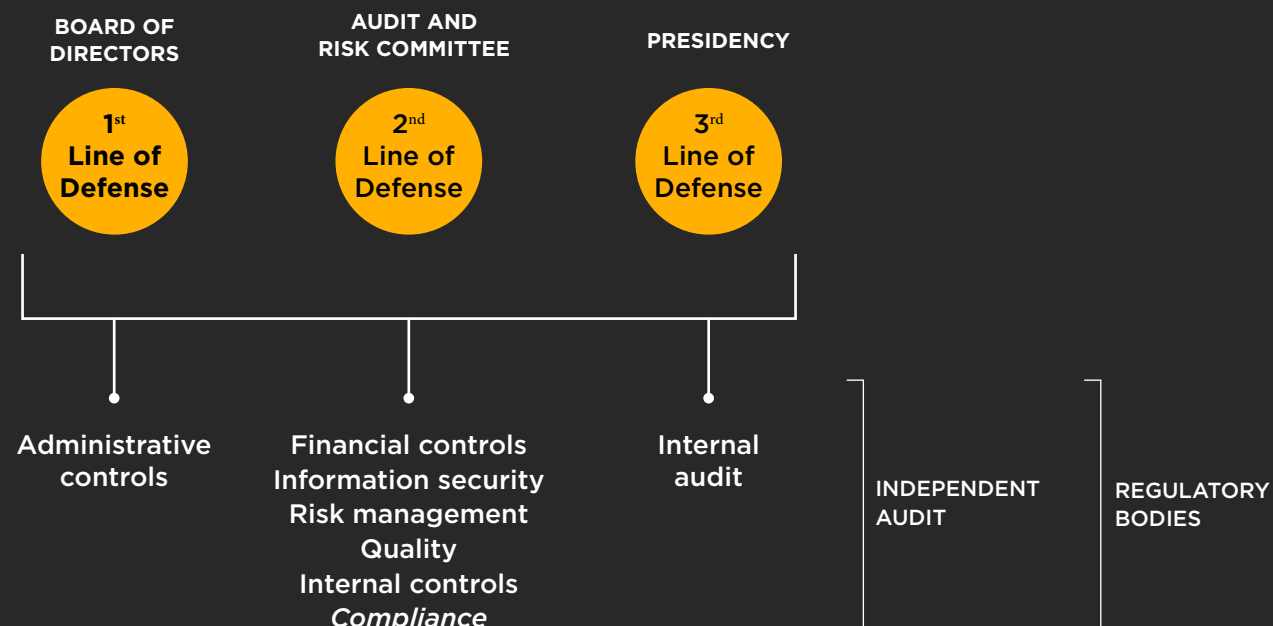 BOARD OF
DIRECTORS
AUDIT AND
RISK COMMITTEE
PRESIDENCY
1st
Line of
Defense
2nd
Line of
Defense
3rd
Line of
Defense
Administrative
controls
Financial controls
Information security
Risk management
Quality
Internal controls
Compliance
Internal
audit
INDEPENDENT
AUDIT
REGULATORY
BODIES